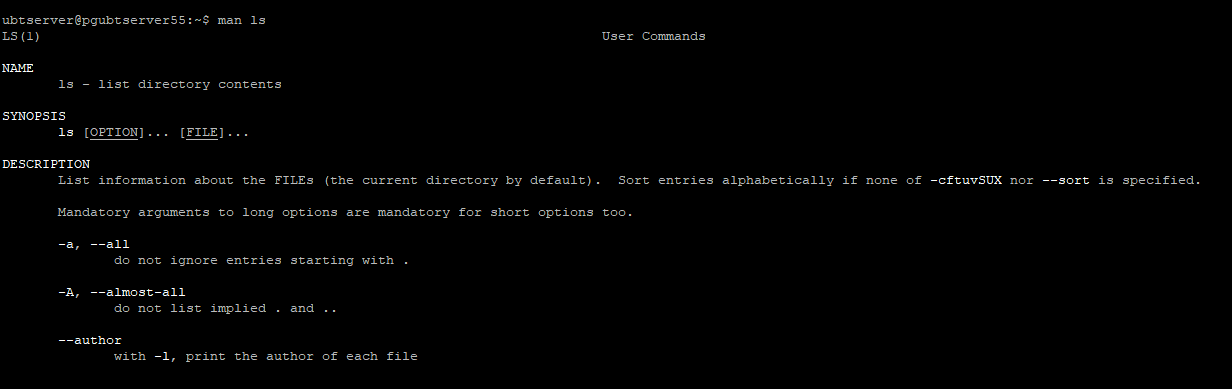 ubtserver@pgubtserver55:~$ man ls
LS(1) User Commands
NAME
ls - list directory contents
SYNOPSIS
ls [OPTION]... [FILE]...
DESCRIPTION
List information about the FILEs (the current directory by default). Sort entries alphabetically if none of -cftuvSUX nor --sort is specified.
Mandatory arguments to long options are mandatory for short options too.
-a, --all
do not ignore entries starting with .
-A, --almost-all
do not list implied . and ..
--author
with -l, print the author of each file